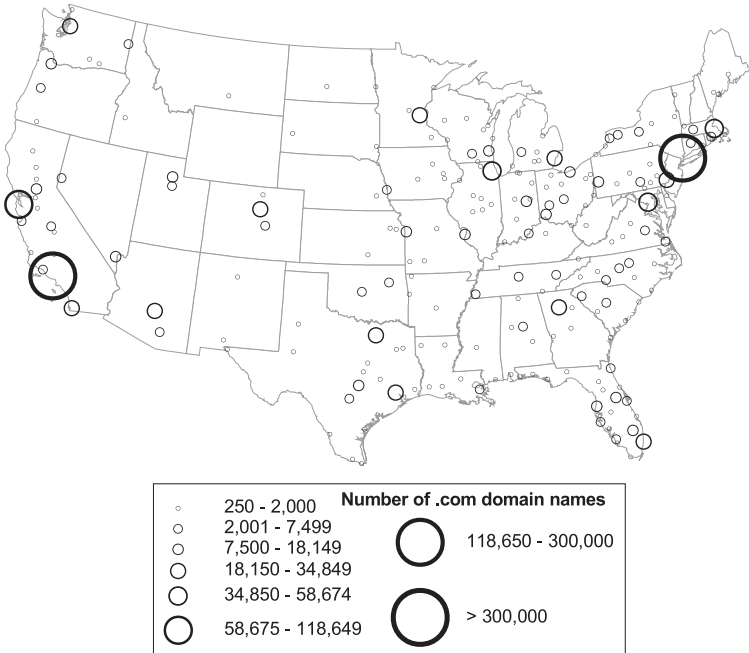 Number of .com domain names
250 - 2,000
2,001 - 7,499
7,500 - 18,149
18,150 - 34,849
34,850 - 58,674
58,675 - 118,649
118,650 - 300,000
> 300,000